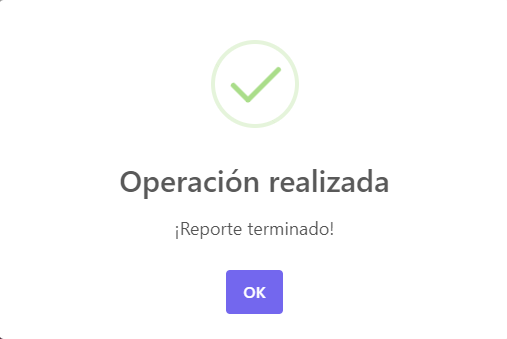 Operación realizada
¡Reporte terminado!
OK